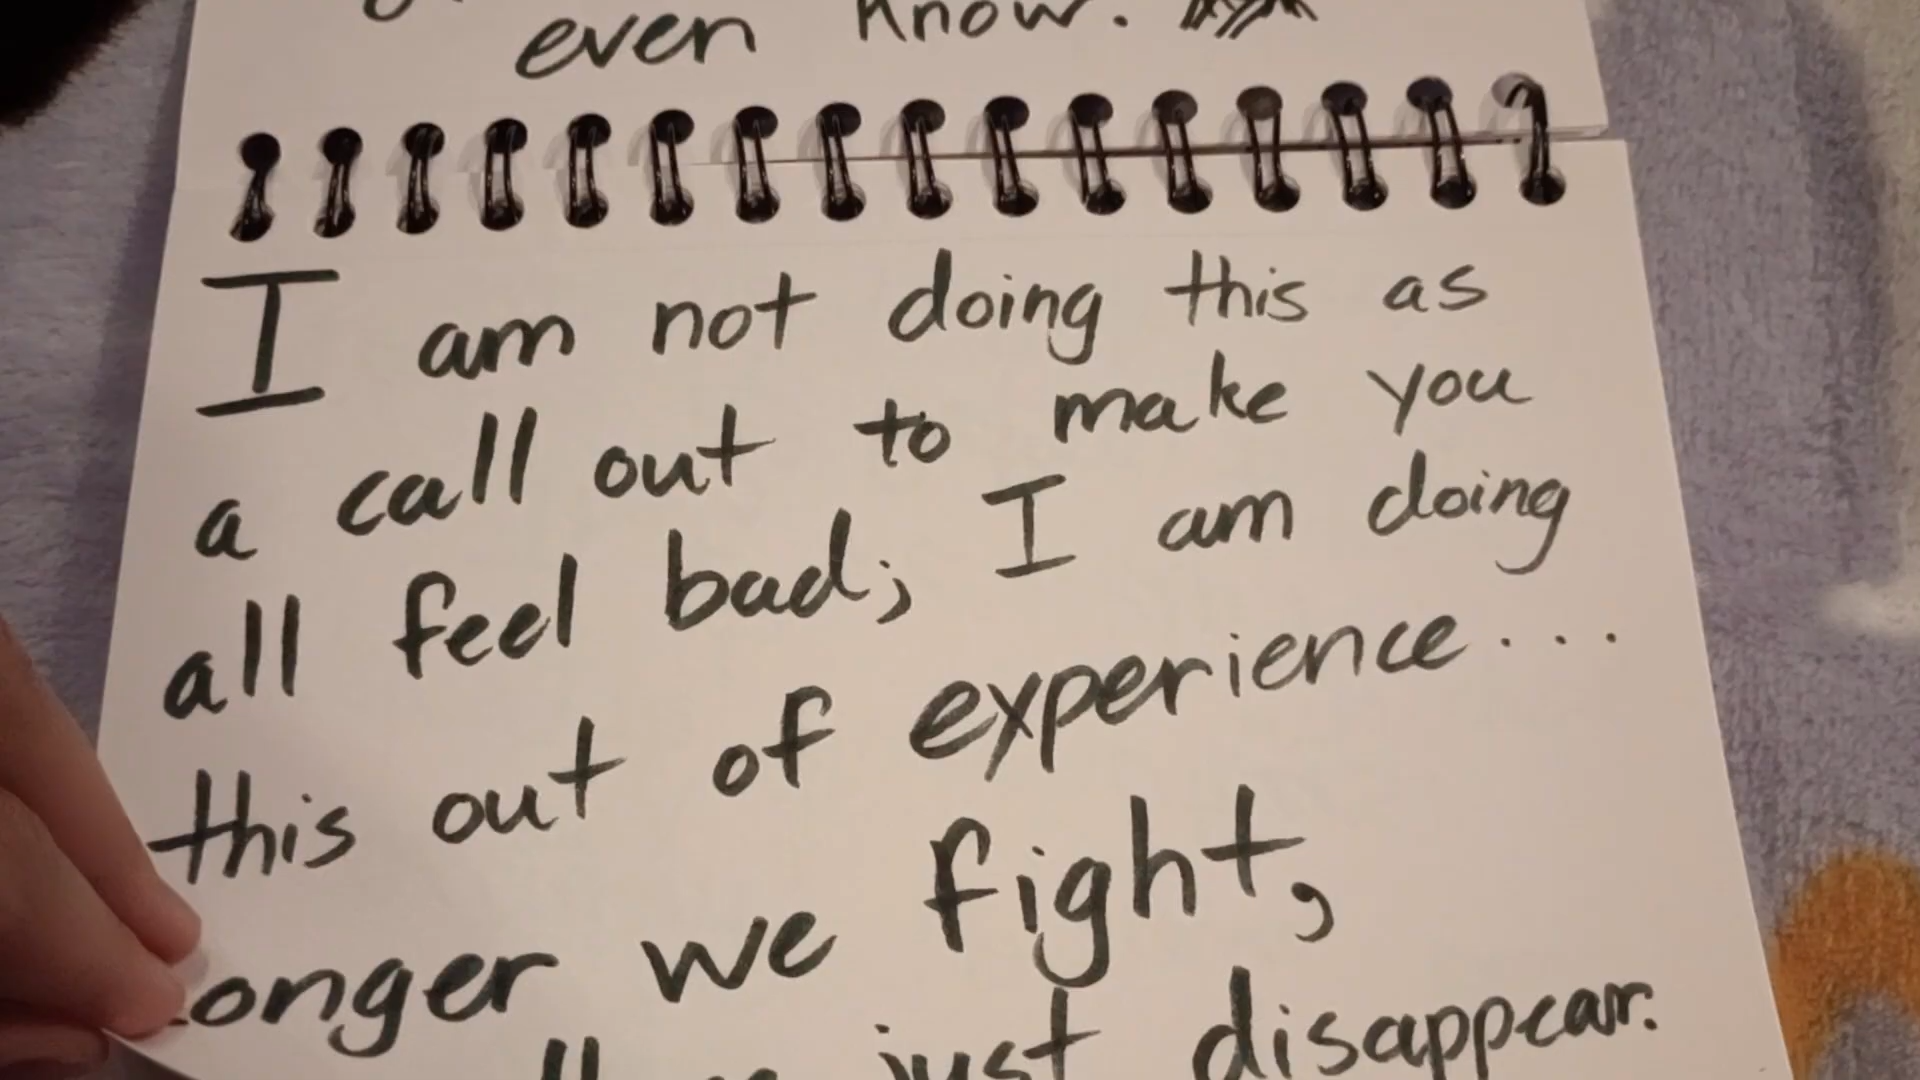 even know.
I am not doing this as
a call out to make you
all feel bad; I am doing
this out of experience...
onger we fight,
just disappear.